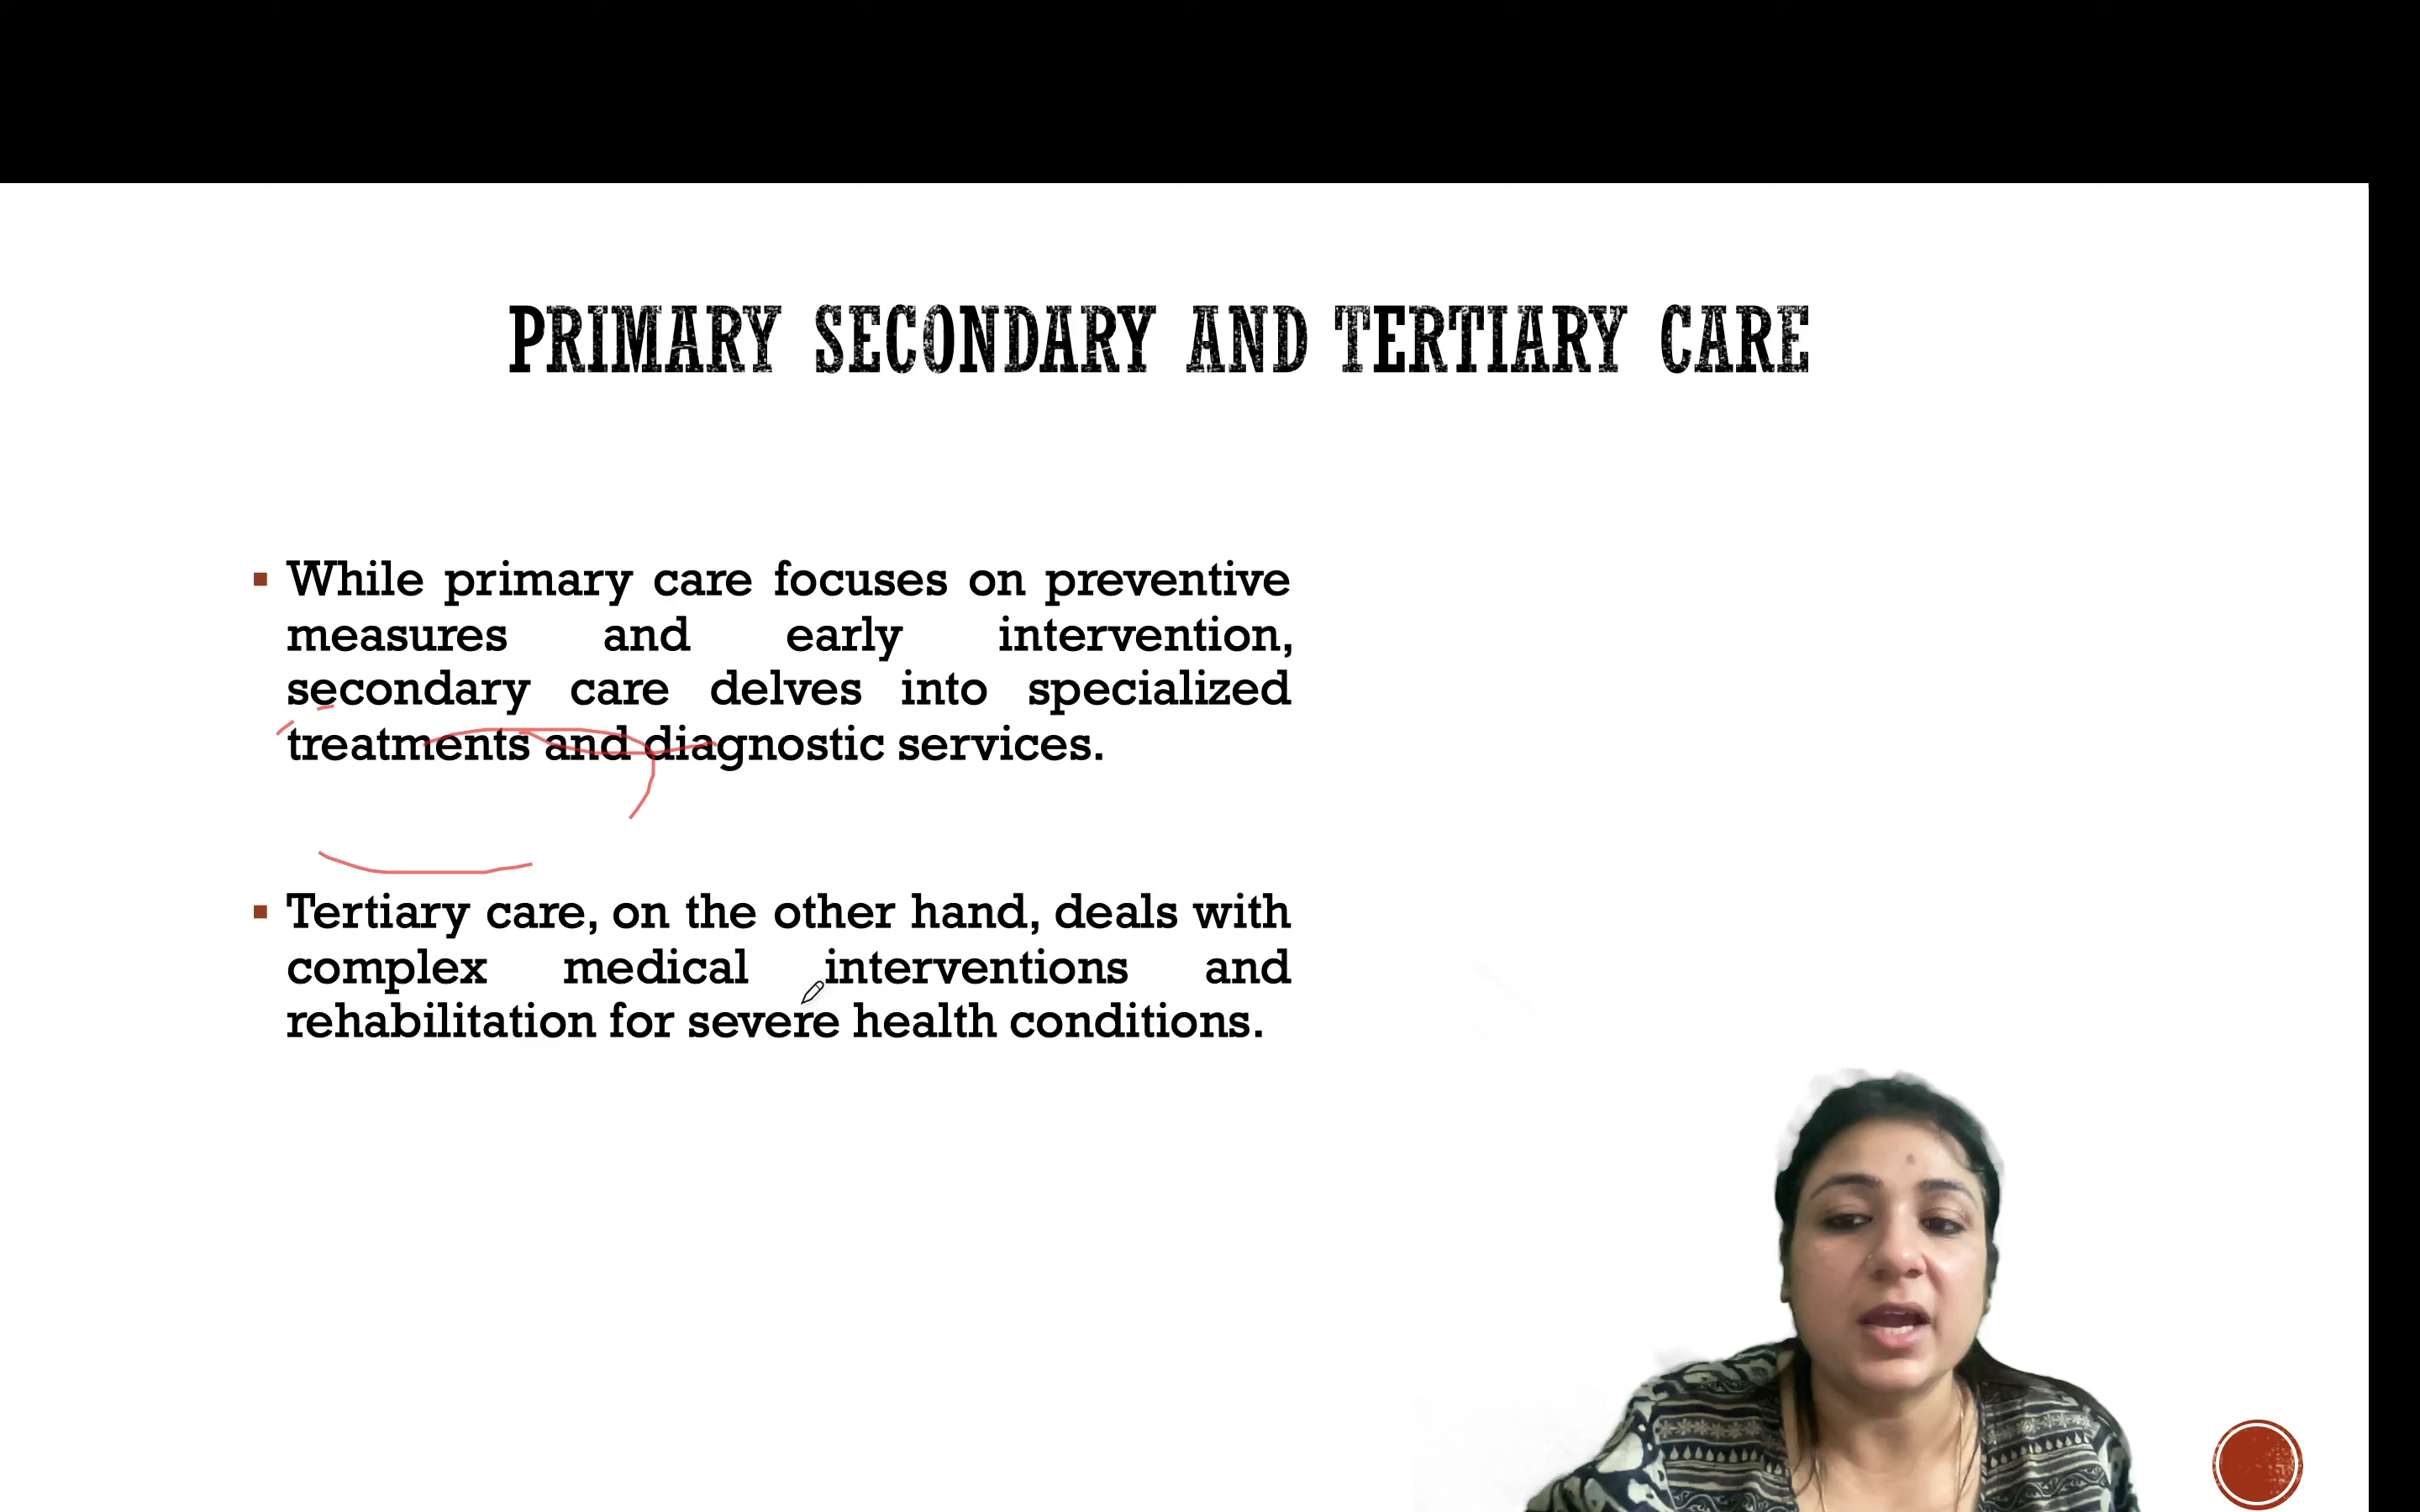 PRIMARY SECONDARY AND TERTIARY CARE
While primary care focuses on preventive
measures and early intervention,
secondary care delves into specialized
treatments and diagnostic services.
Tertiary care, on the other hand, deals with
complex medical interventions and
rehabilitation for severe health conditions.